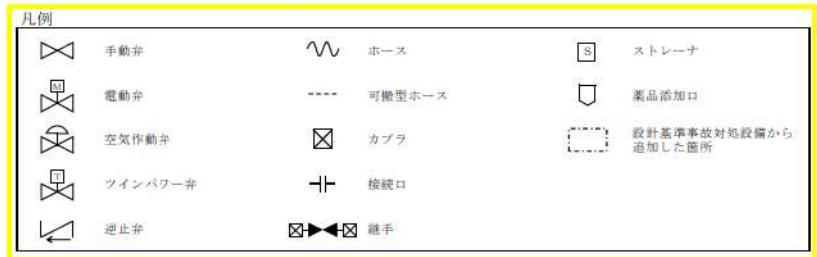 凡例
手動弁
ホース
S
ストレーナ
M
電動弁
可搬型ホース
薬品添加口
空気作動弁
カプラ
設計基準事故対処設備から
追加した箇所
T
ツインパワー弁
接続口
逆止弁
継手